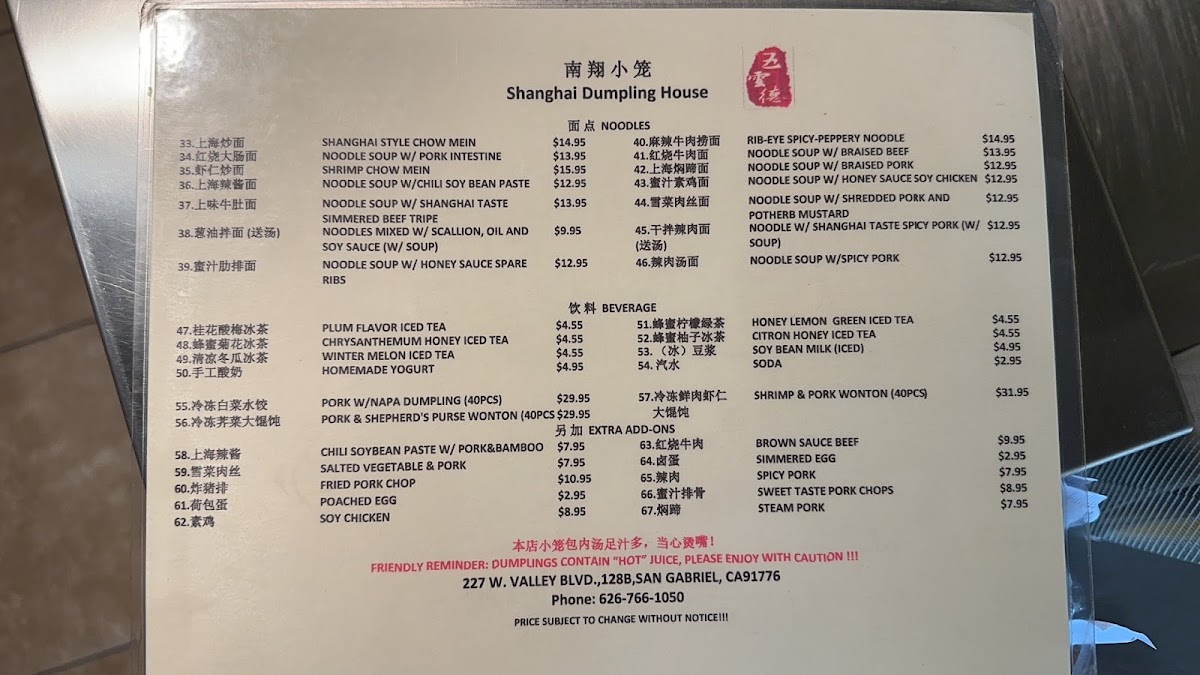 南翔小笼
Shanghai Dumpling House
五雲德
面点 NOODLES
33.上海炒面 SHANGHAI STYLE CHOW MEIN $14.95
34.红烧大肠面 NOODLE SOUP W/ PORK INTESTINE $13.95
35.虾仁炒面 SHRIMP CHOW MEIN $15.95
36.上海辣酱面 NOODLE SOUP W/CHILI SOY BEAN PASTE $12.95
37.上味牛肚面 NOODLE SOUP W/ SHANGHAI TASTE $13.95
SIMMERED BEEF TRIPE
38.葱油拌面 (送汤) NOODLES MIXED W/ SCALLION, OIL AND $9.95
SOY SAUCE (W/ SOUP)
39.蜜汁肋排面 NOODLE SOUP W/ HONEY SAUCE SPARE $12.95
RIBS
40.麻辣牛肉捞面 RIB-EYE SPICY-PEPPERY NOODLE $14.95
41.红烧牛肉面 NOODLE SOUP W/ BRAISED BEEF $13.95
42.上海焖蹄面 NOODLE SOUP W/ BRAISED PORK $12.95
43.蜜汁素鸡面 NOODLE SOUP W/ HONEY SAUCE SOY CHICKEN $12.95
44.雪菜肉丝面 NOODLE SOUP W/ SHREDDED PORK AND $12.95
POTHERB MUSTARD
45.干拌辣肉面 NOODLE W/ SHANGHAI TASTE SPICY PORK (W/ $12.95
(送汤) SOUP)
46.辣肉汤面 NOODLE SOUP W/SPICY PORK $12.95
饮料 BEVERAGE
47.桂花酸梅冰茶 PLUM FLAVOR ICED TEA $4.55
48.蜂蜜菊花冰茶 CHRYSANTHEMUM HONEY ICED TEA $4.55
49.清凉冬瓜冰茶 WINTER MELON ICED TEA $4.55
50.手工酸奶 HOMEMADE YOGURT $4.95
51.蜂蜜柠檬绿茶 HONEY LEMON GREEN ICED TEA $4.55
52.蜂蜜柚子冰茶 CITRON HONEY ICED TEA $4.55
53.（冰）豆浆 SOY BEAN MILK (ICED) $4.95
54. 汽水 SODA $2.95
55.冷冻白菜水饺 PORK W/NAPA DUMPLING (40PCS) $29.95
56.冷冻荠菜大馄饨 PORK & SHEPHERD'S PURSE WONTON (40PCS $29.95
57.冷冻鲜肉虾仁 SHRIMP & PORK WONTON (40PCS) $31.95
大馄饨
另加 EXTRA ADD-ONS
58.上海辣酱 CHILI SOYBEAN PASTE W/ PORK&BAMBOO $7.95
59.雪菜肉丝 SALTED VEGETABLE & PORK $7.95
60.炸猪排 FRIED PORK CHOP $10.95
61.荷包蛋 POACHED EGG $2.95
62.素鸡 SOY CHICKEN $8.95
63.红烧牛肉 BROWN SAUCE BEEF $9.95
64.卤蛋 SIMMERED EGG $2.95
65.辣肉 SPICY PORK $7.95
66.蜜汁排骨 SWEET TASTE PORK CHOPS $8.95
67.焖蹄 STEAM PORK $7.95
本店小笼包内汤足汁多，当心烫嘴！
FRIENDLY REMINDER: DUMPLINGS CONTAIN “HOT” JUICE, PLEASE ENJOY WITH CAUTION !!!
227 W. VALLEY BLVD.,128B,SAN GABRIEL, CA91776
Phone: 626-766-1050
PRICE SUBJECT TO CHANGE WITHOUT NOTICE!!!